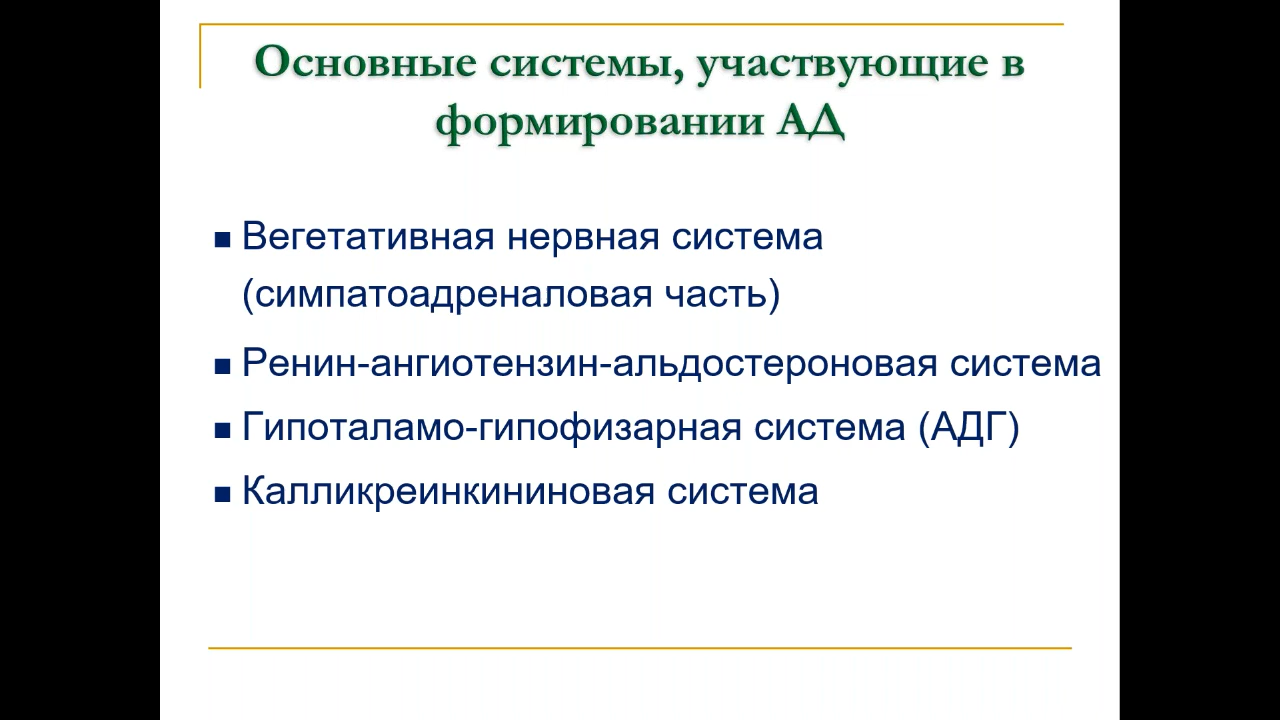 Основные системы, участвующие в
формировании АД
Вегетативная нервная система
(симпатоадреналовая часть)
Ренин-ангиотензин-альдостероновая система
Гипоталамо-гипофизарная система (АДГ)
Калликреинкининовая система